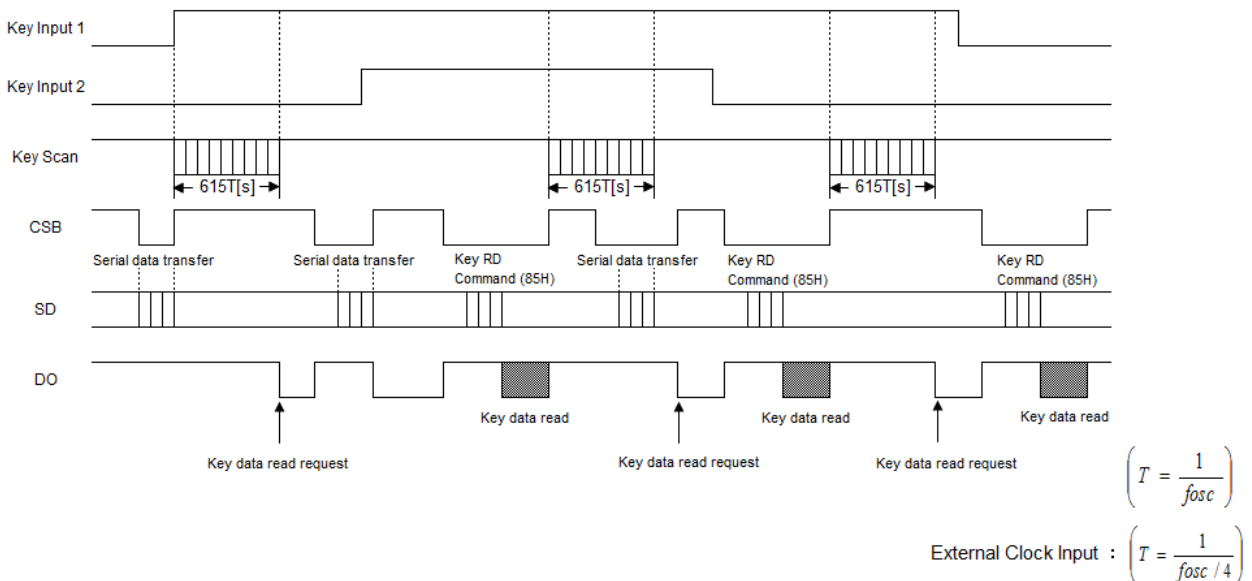 Key Input 1
Key Input 2
Key Scan
615T[s]
615T[s]
615T[s]
CSB
Serial data transfer
Serial data transfer
Key RD
Command (85H)
Serial data transfer
Key RD
Command (85H)
Key RD
Command (85H)
SD
DO
Key data read
Key data read
Key data read
Key data read request
Key data read request
Key data read request
(T = 1 / fosc)
External Clock Input : (T = 1 / fosc / 4)